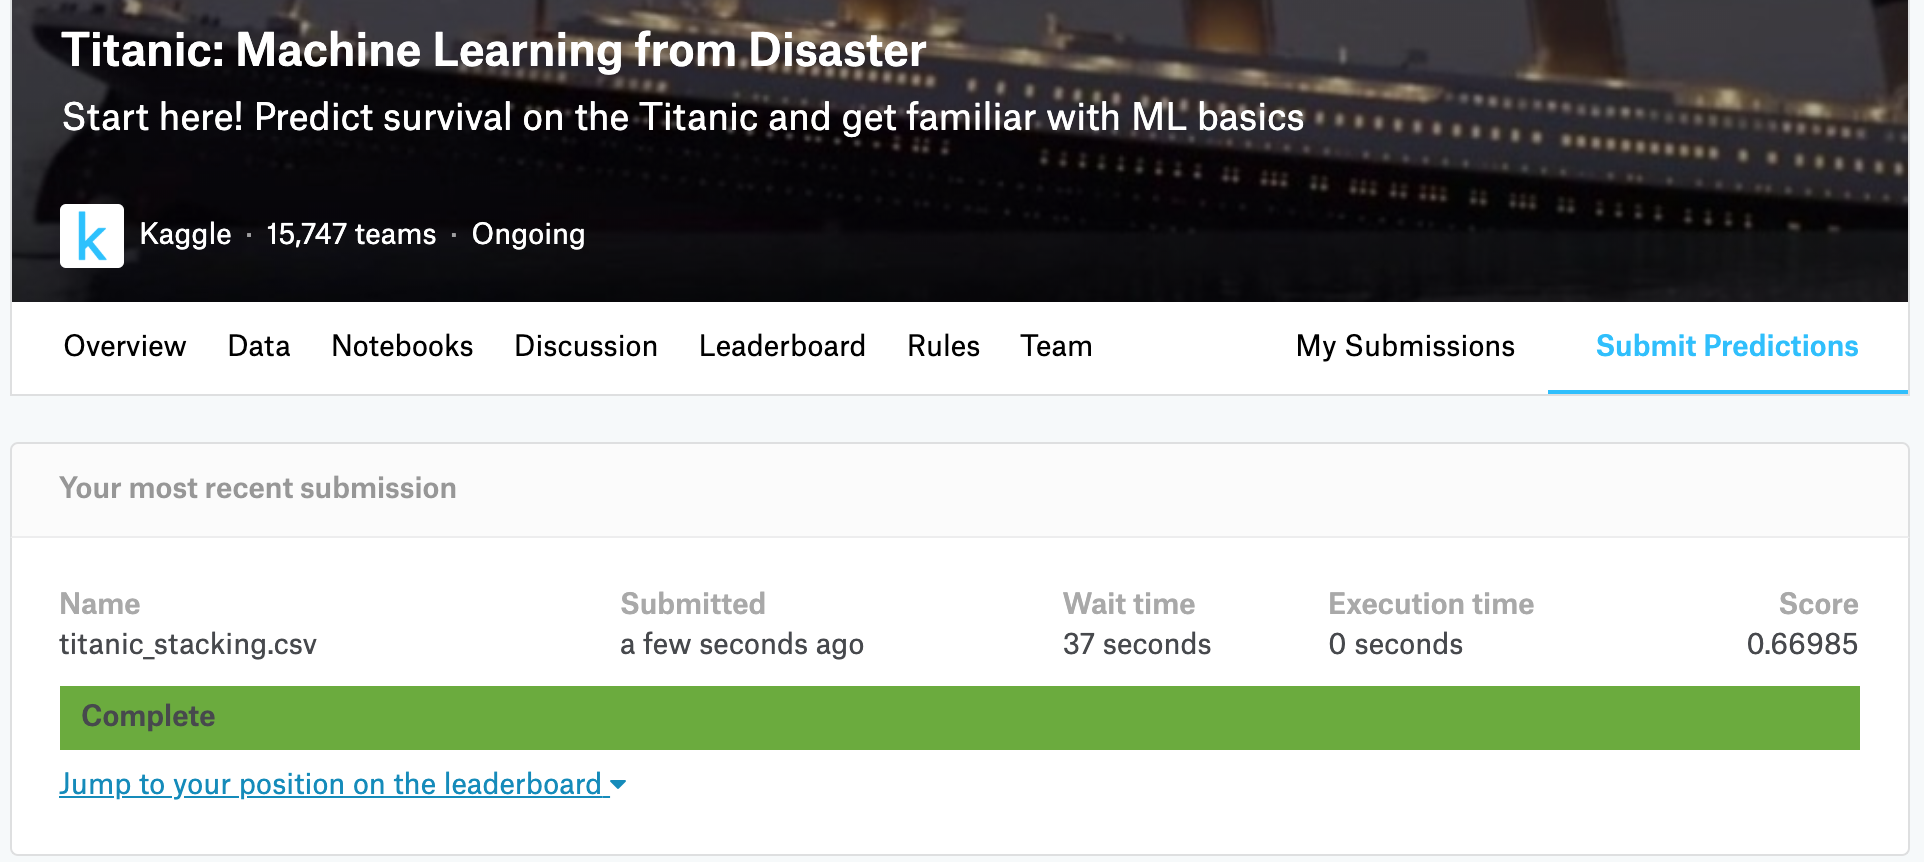 Titanic: Machine Learning from Disaster
Start here! Predict survival on the Titanic and get familiar with ML basics
k
Kaggle · 15,747 teams · Ongoing
Overview Data Notebooks Discussion Leaderboard Rules Team My Submissions Submit Predictions
Your most recent submission
Name Submitted Wait time Execution time Score
titanic_stacking.csv a few seconds ago 37 seconds 0 seconds 0.66985
Complete
Jump to your position on the leaderboard